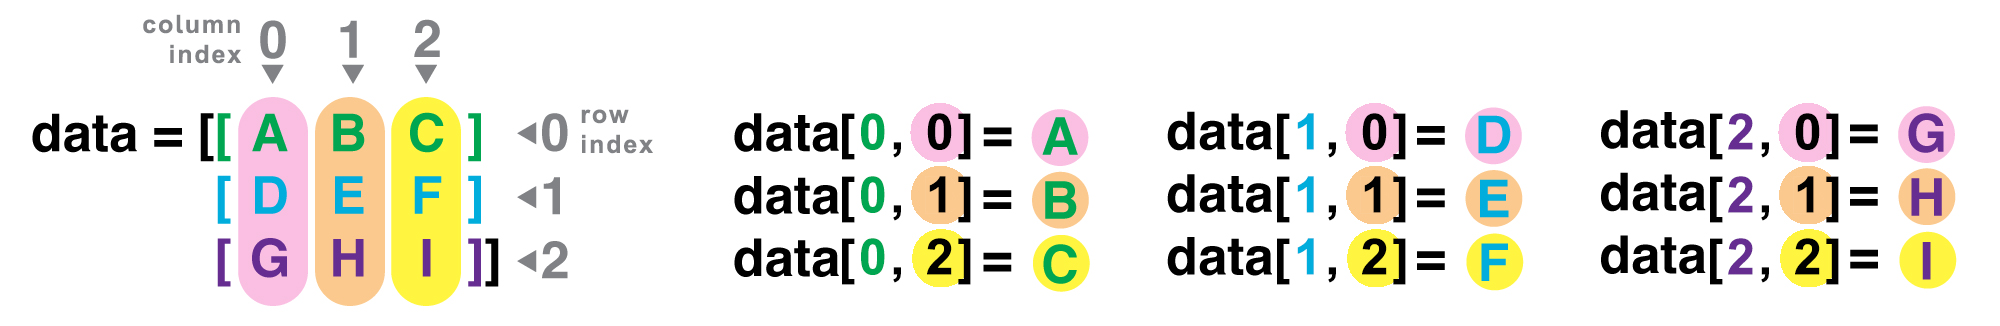 column
index 0 1 2
data = [[ A B C ] 0 row index
[ D E F ] 1
[ G H I ]] 2
data[0, 0] = A
data[0, 1] = B
data[0, 2] = C
data[1, 0] = D
data[1, 1] = E
data[1, 2] = F
data[2, 0] = G
data[2, 1] = H
data[2, 2] = I